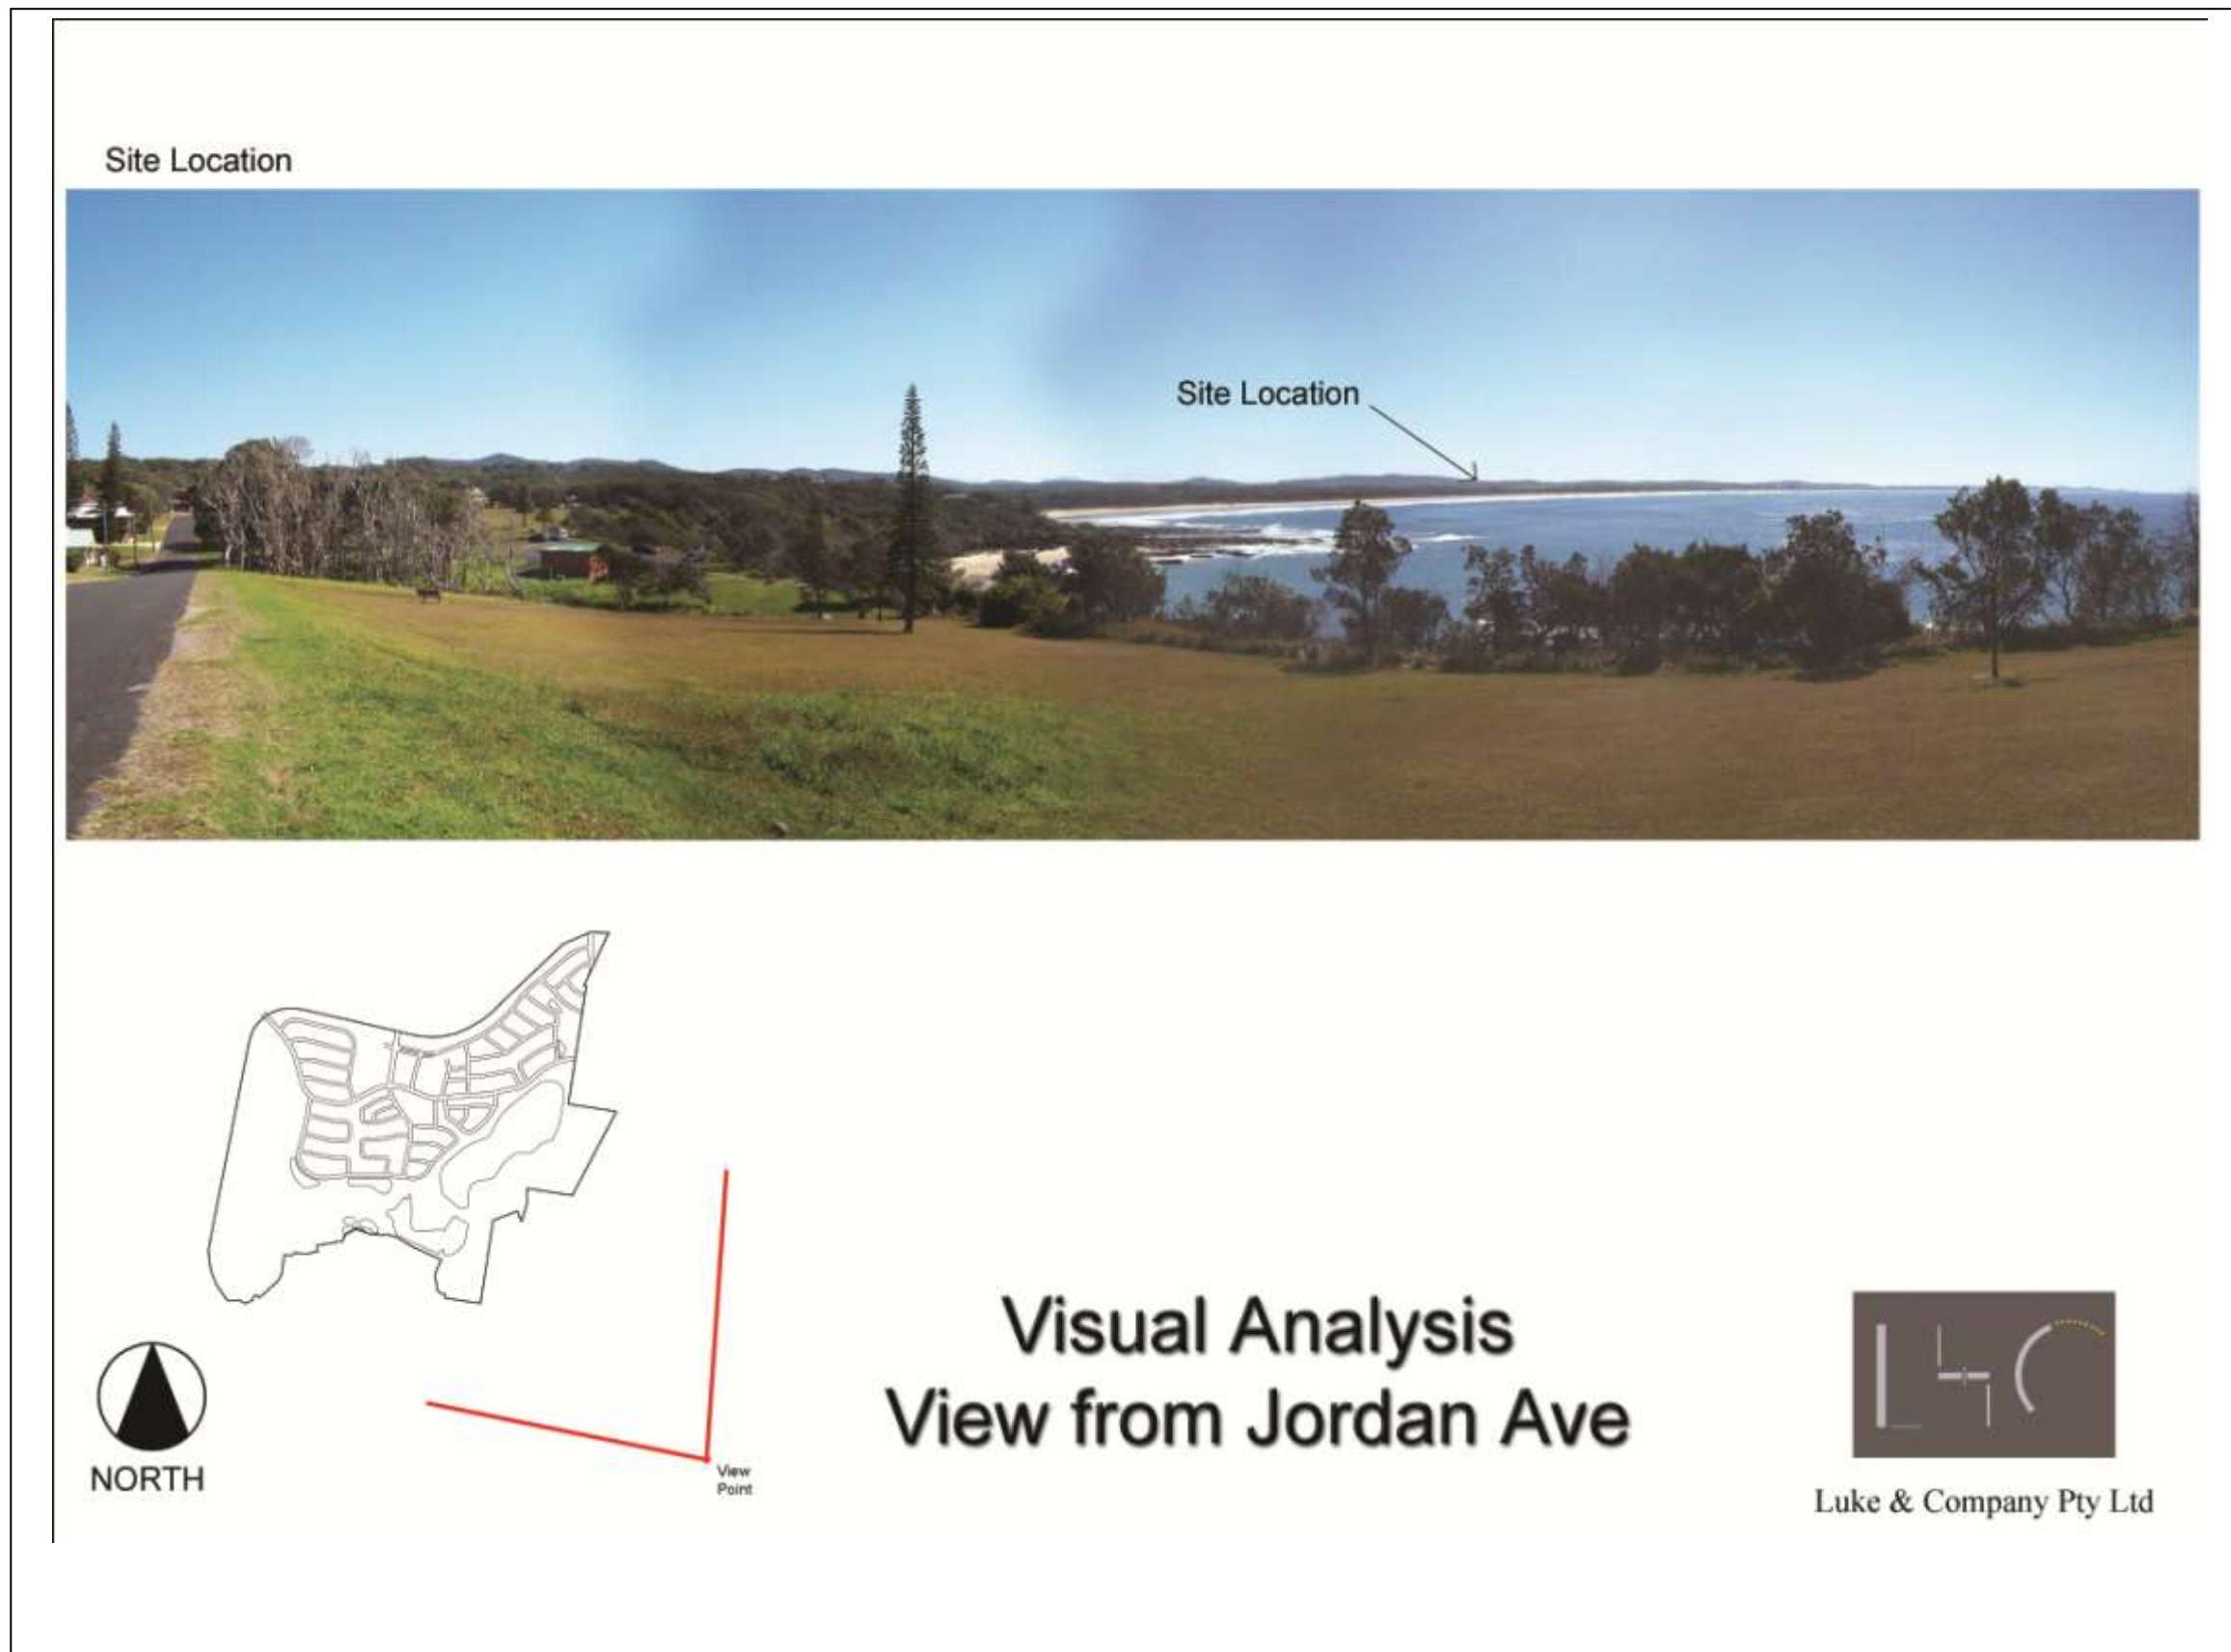 Site Location
Site Location
View
Point
NORTH
Visual Analysis
View from Jordan Ave
L C
Luke & Company Pty Ltd